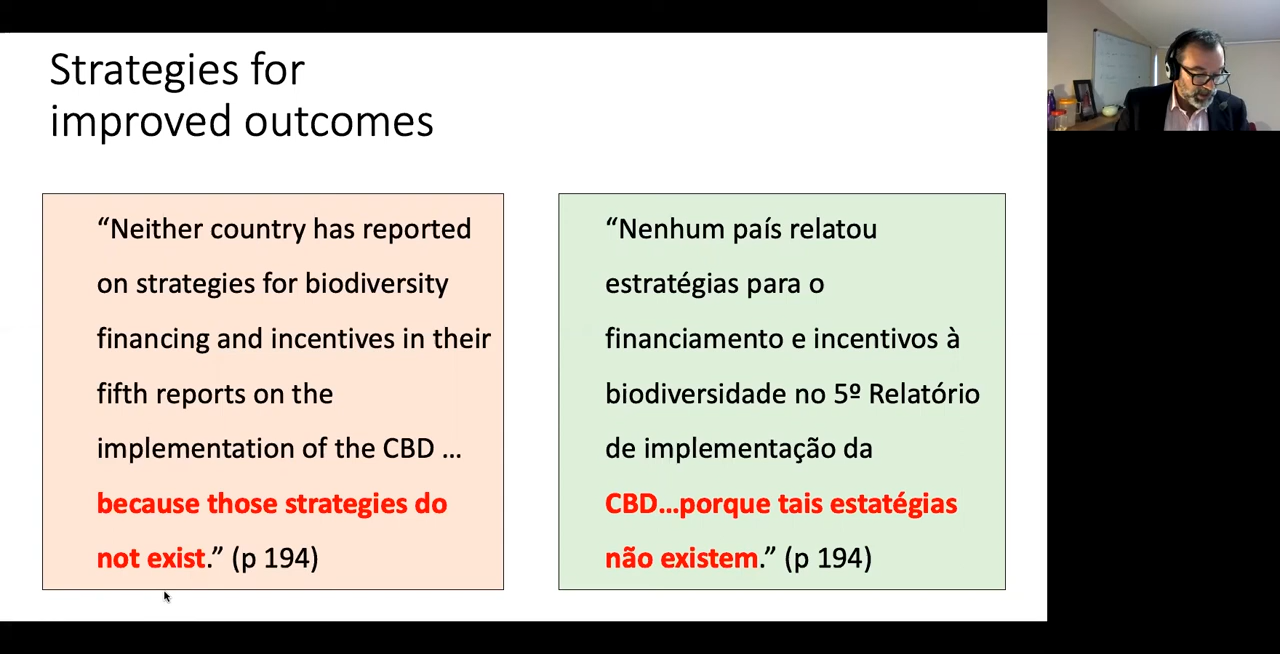 Strategies for
improved outcomes
“Neither country has reported
on strategies for biodiversity
financing and incentives in their
fifth reports on the
implementation of the CBD ...
because those strategies do
not exist.” (p 194)
“Nenhum país relatou
estratégias para o
financiamento e incentivos à
biodiversidade no 5º Relatório
de implementação da
CBD...porque tais estatégias
não existem.” (p 194)